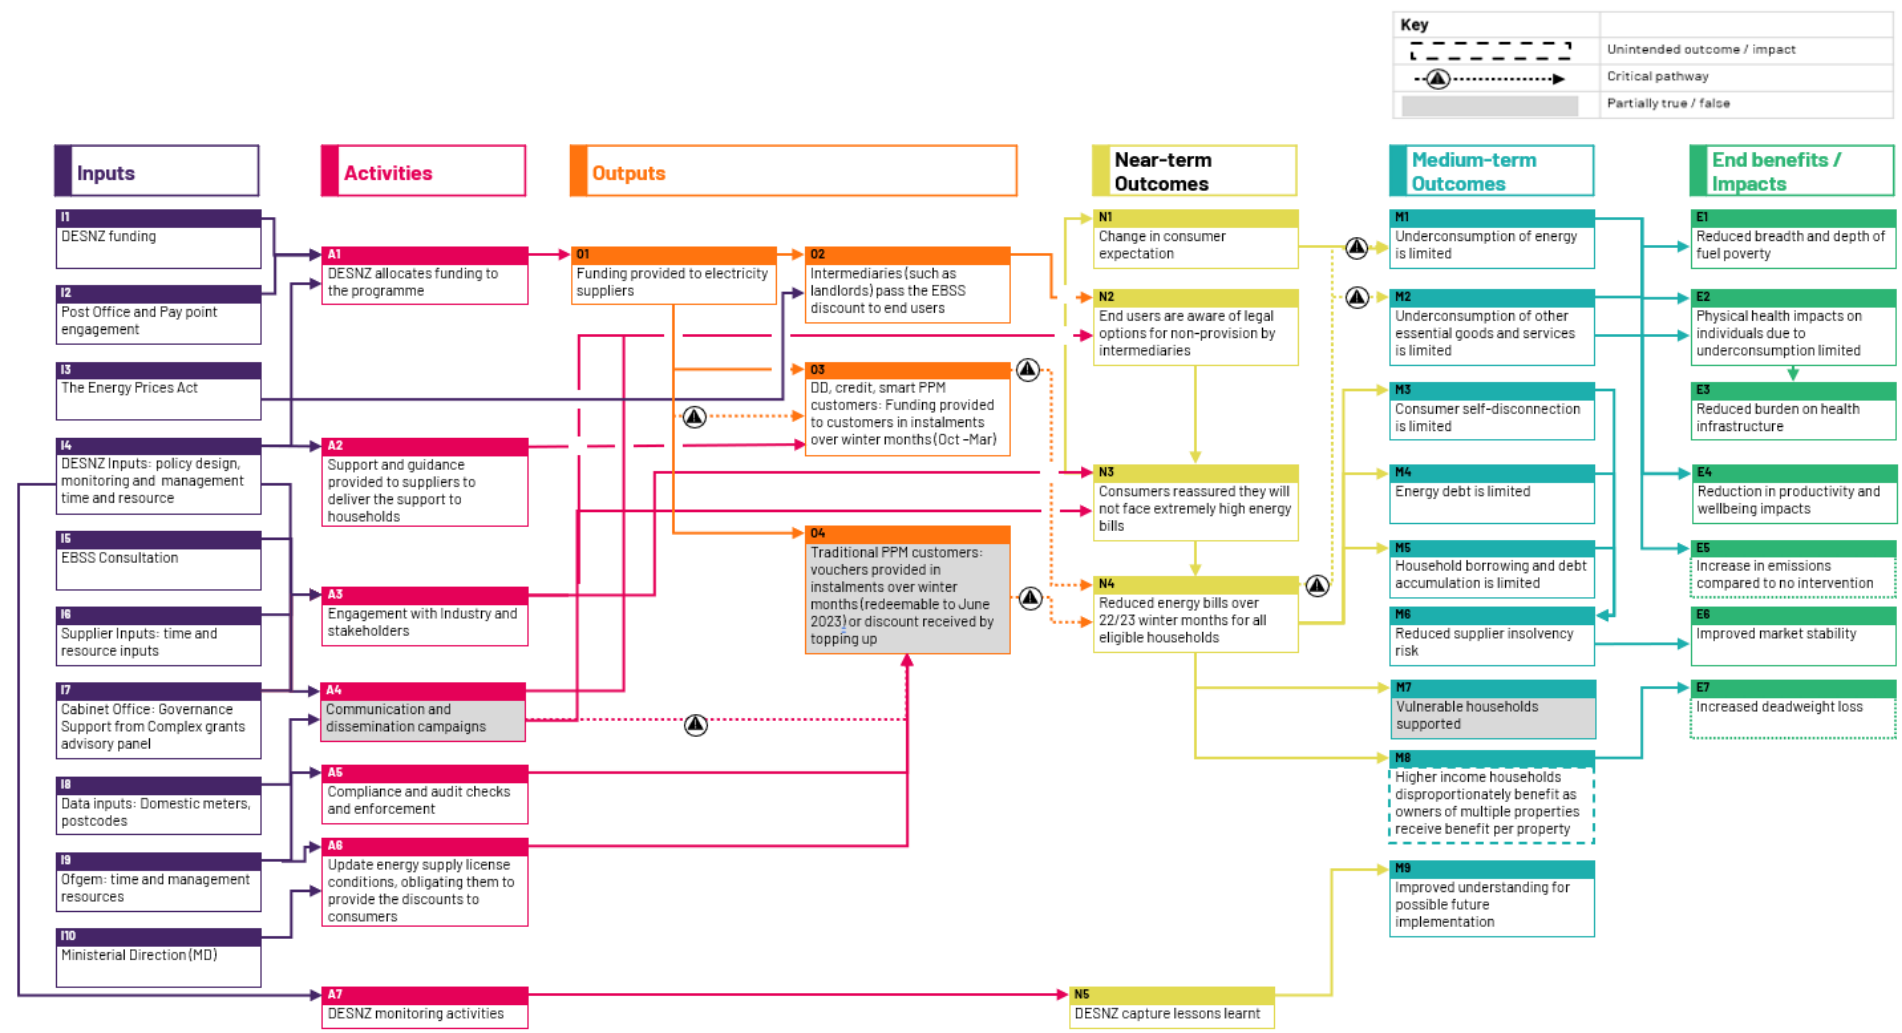 Key
Unintended outcome / impact
Critical pathway
Partially true / false
Inputs
Activities
Outputs
Near-term
Outcomes
Medium-term
Outcomes
End benefits /
Impacts
I1
DESNZ funding
I2
Post Office and Pay point
engagement
I3
The Energy Prices Act
I4
DESNZ Inputs: policy design,
monitoring and management
time and resource
I5
EBSS Consultation
I6
Supplier Inputs: time and
resource inputs
I7
Cabinet Office: Governance
Support from Complex grants
advisory panel
I8
Data inputs: Domestic meters,
postcodes
I9
Ofgem: time and management
resources
I10
Ministerial Direction (MD)
A1
DESNZ allocates funding to
the programme
A2
Support and guidance
provided to suppliers to
deliver the support to
households
A3
Engagement with Industry and
stakeholders
A4
Communication and
dissemination campaigns
A5
Compliance and audit checks
and enforcement
A6
Update energy supply license
conditions, obligating them to
provide the discounts to
consumers
A7
DESNZ monitoring activities
O1
Funding provided to electricity
suppliers
O2
Intermediaries (such as
landlords) pass the EBSS
discount to end users
O3
DD, credit, smart PPM
customers: Funding provided
to customers in instalments
over winter months (Oct -Mar)
O4
Traditional PPM customers:
vouchers provided in
instalments over winter
months (redeemable to June
2023) or discount received by
topping up
N1
Change in consumer
expectation
N2
End users are aware of legal
options for non-provision by
intermediaries
N3
Consumers reassured they will
not face extremely high energy
bills
N4
Reduced energy bills over
22/23 winter months for all
eligible households
N5
DESNZ capture lessons learnt
M1
Underconsumption of energy
is limited
M2
Underconsumption of other
essential goods and services
is limited
M3
Consumer self-disconnection
is limited
M4
Energy debt is limited
M5
Household borrowing and debt
accumulation is limited
M6
Reduced supplier insolvency
risk
M7
Vulnerable households
supported
M8
Higher income households
disproportionately benefit as
owners of multiple properties
receive benefit per property
M9
Improved understanding for
possible future
implementation
E1
Reduced breadth and depth of
fuel poverty
E2
Physical health impacts on
individuals due to
underconsumption limited
E3
Reduced burden on health
infrastructure
E4
Reduction in productivity and
wellbeing impacts
E5
Increase in emissions
compared to no intervention
E6
Improved market stability
E7
Increased deadweight loss